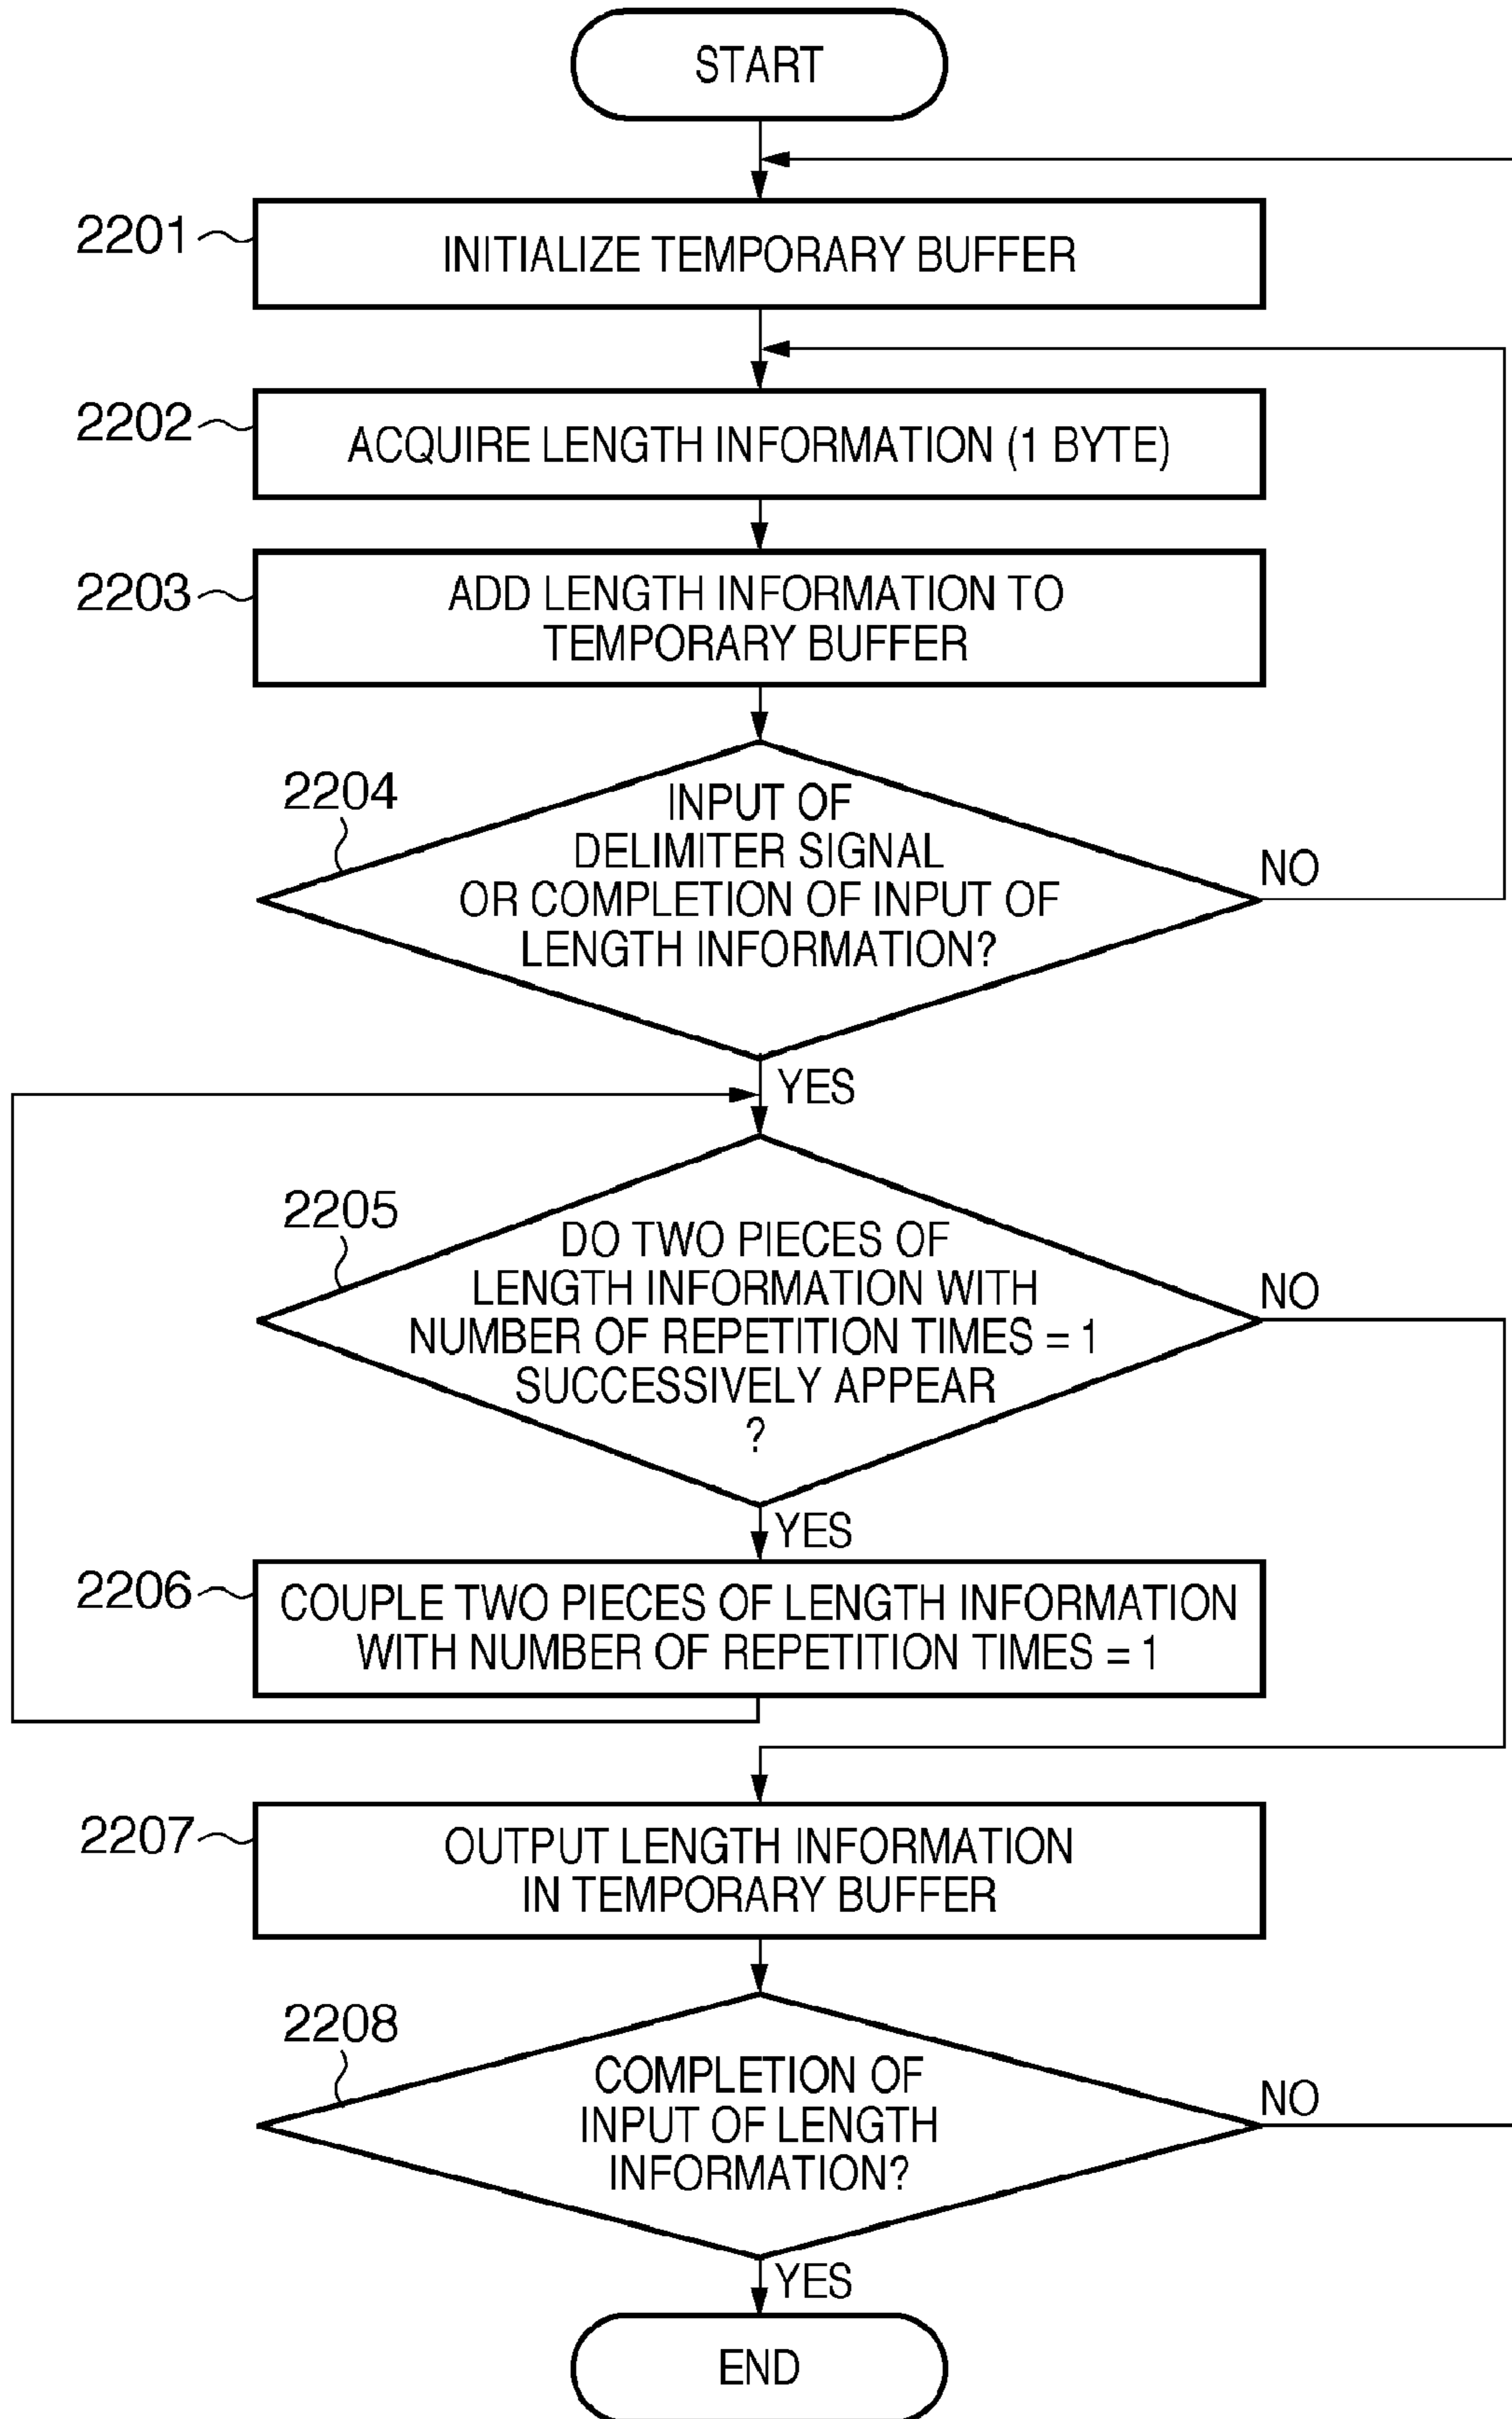 START
2201
INITIALIZE TEMPORARY BUFFER
2202
ACQUIRE LENGTH INFORMATION (1 BYTE)
2203
ADD LENGTH INFORMATION TO
TEMPORARY BUFFER
2204
INPUT OF
DELIMITER SIGNAL
OR COMPLETION OF INPUT OF
LENGTH INFORMATION?
NO
YES
2205
DO TWO PIECES OF
LENGTH INFORMATION WITH
NUMBER OF REPETITION TIMES = 1
SUCCESSIVELY APPEAR
?
NO
YES
2206
COUPLE TWO PIECES OF LENGTH INFORMATION
WITH NUMBER OF REPETITION TIMES = 1
2207
OUTPUT LENGTH INFORMATION
IN TEMPORARY BUFFER
2208
COMPLETION OF
INPUT OF LENGTH
INFORMATION?
NO
YES
END